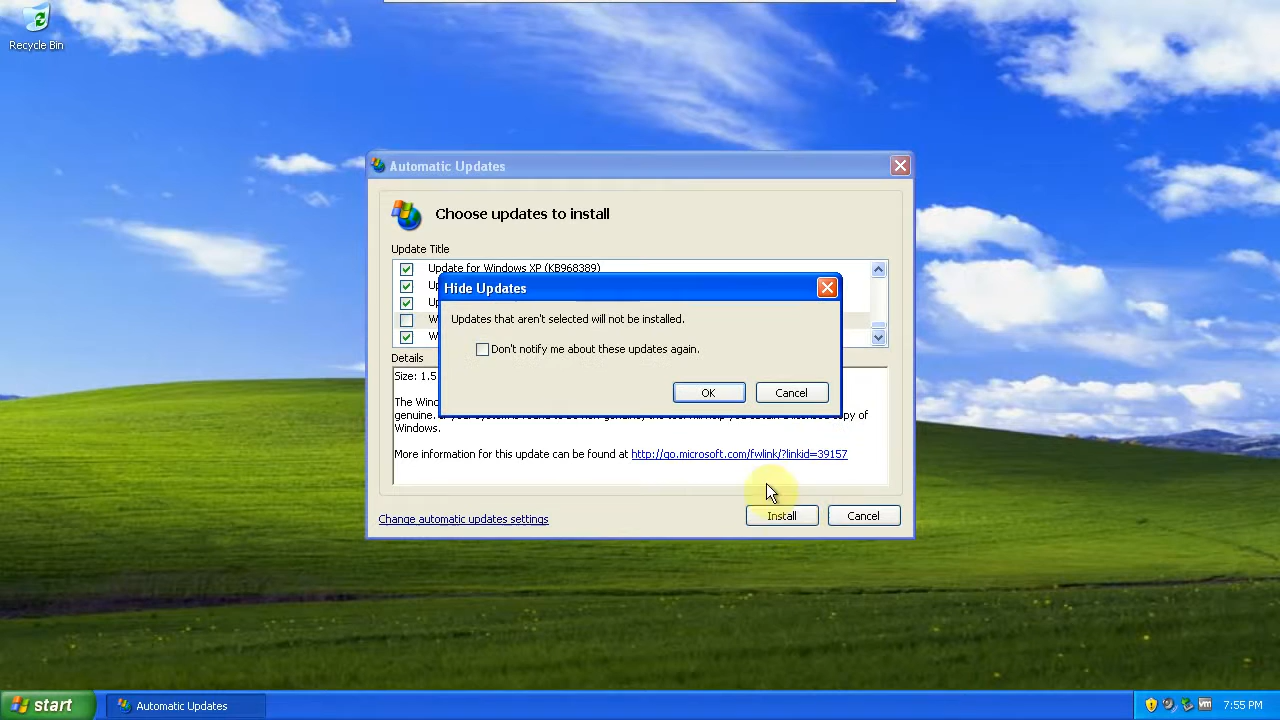 Recycle Bin
Automatic Updates
Choose updates to install
Update Title
Update for Windows XP (KB968389)
Hide Updates
Updates that aren't selected will not be installed.
Don't notify me about these updates again.
OK
Cancel
Details
Size: 1.5
The Wind
genuine.
copy of
Windows.
More information for this update can be found at http://go.microsoft.com/fwlink/?linkid=39157
Change automatic updates settings
Install
Cancel
start
Automatic Updates
7:55 PM